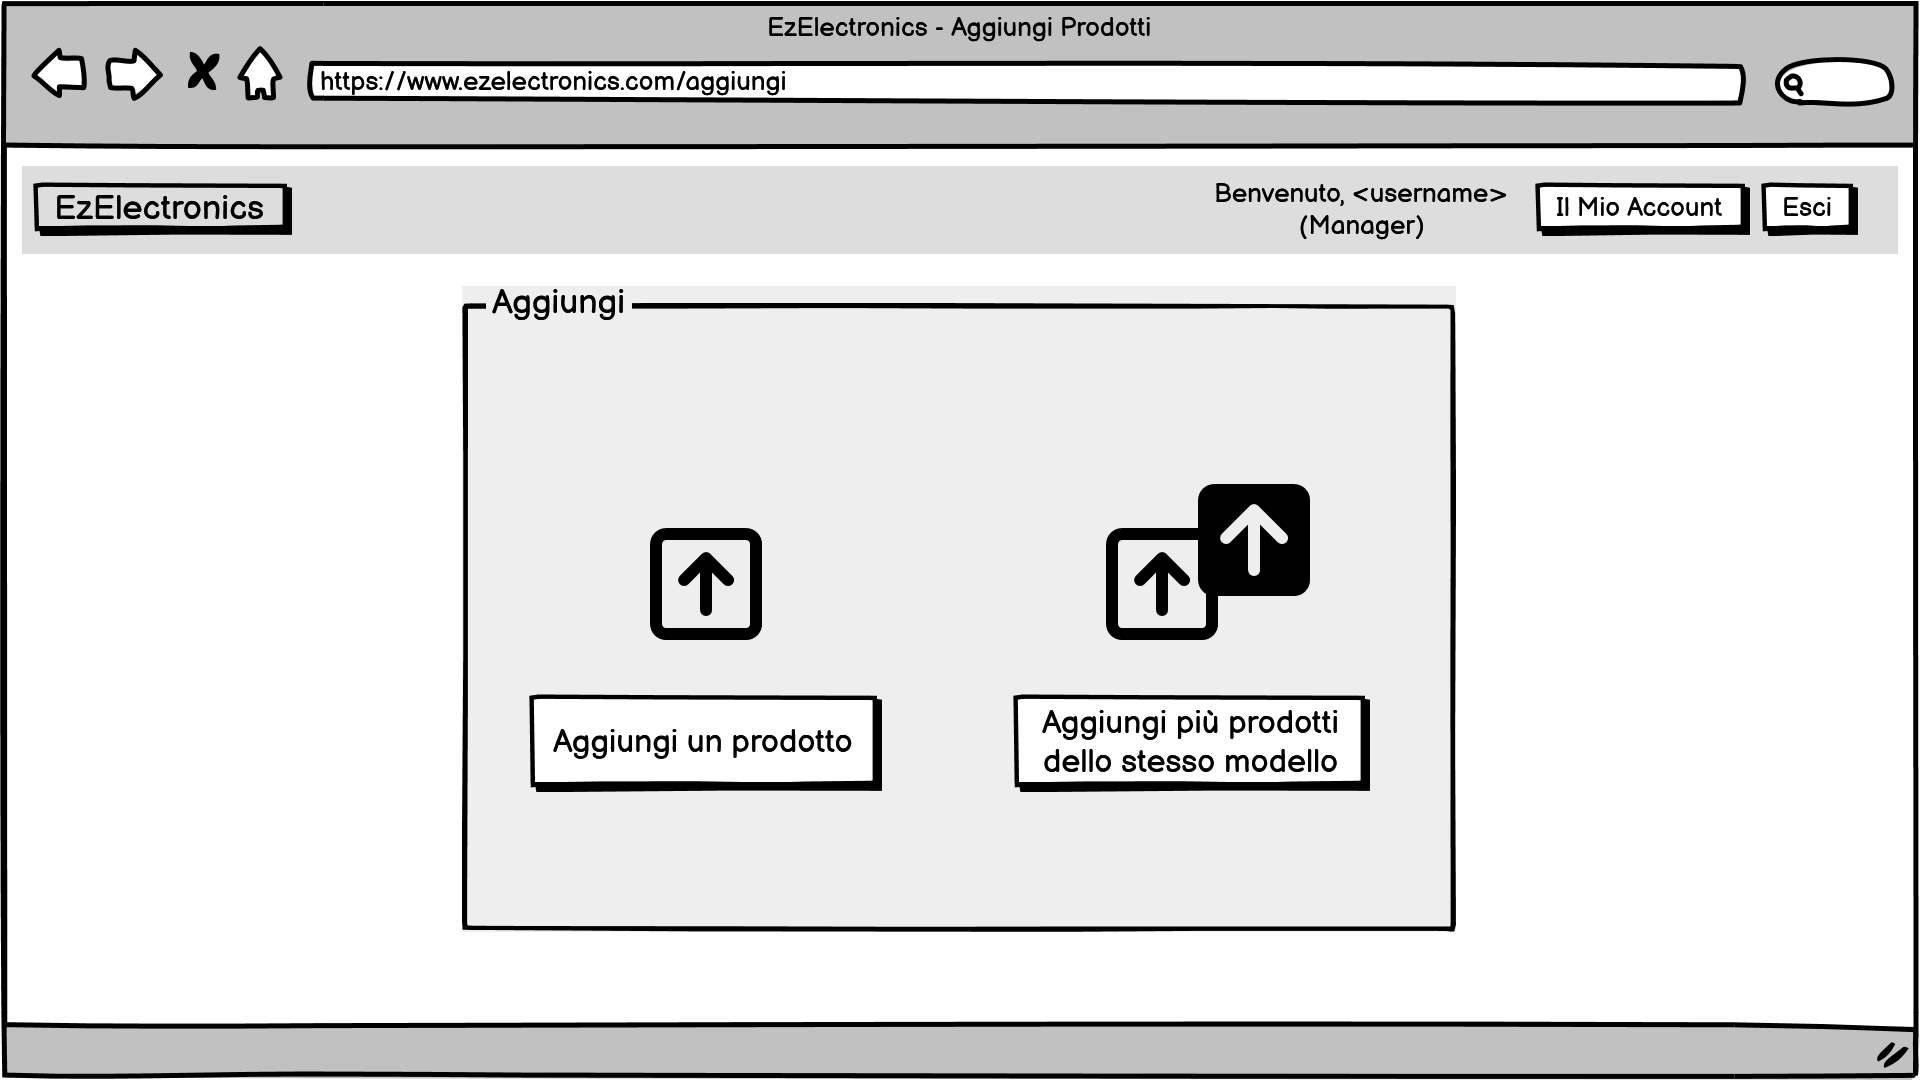 EzElectronics - Aggiungi Prodotti
https://www.ezelectronics.com/aggiungi
EzElectronics
Benvenuto, <username>
(Manager)
Il Mio Account
Esci
Aggiungi
Aggiungi un prodotto
Aggiungi più prodotti
dello stesso modello